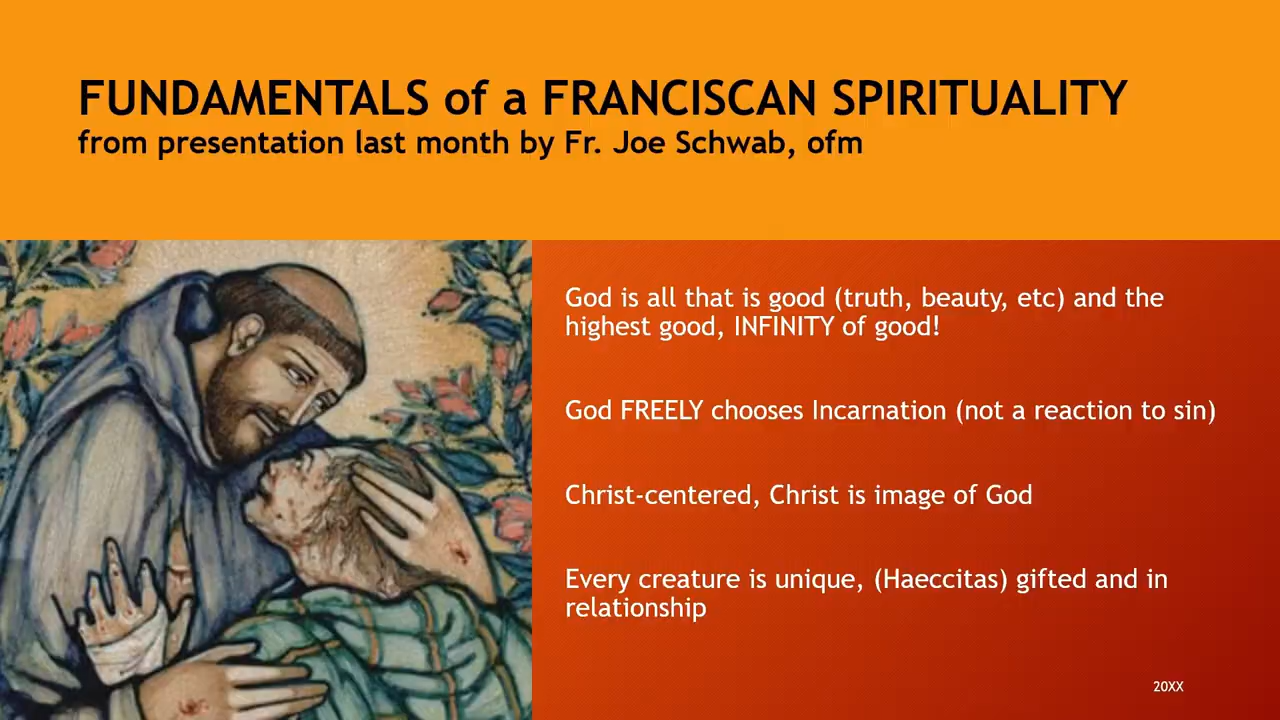 FUNDAMENTALS of a FRANCISCAN SPIRITUALITY
from presentation last month by Fr. Joe Schwab, ofm
God is all that is good (truth, beauty, etc) and the
highest good, INFINITY of good!
God FREELY chooses Incarnation (not a reaction to sin)
Christ-centered, Christ is image of God
Every creature is unique, (Haeccitas) gifted and in
relationship
20XX